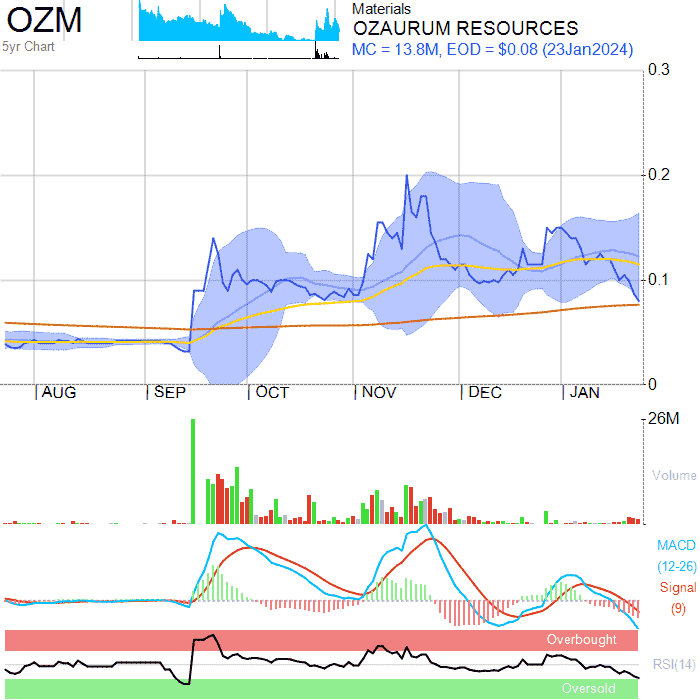 OZM
5yr Chart
Materials
OZAURUM RESOURCES
MC = 13.8M, EOD = $0.08 (23Jan2024)
0.3
0.2
0.1
0
AUG SEP OCT NOV DEC JAN
26M
Volume
MACD
(12-26)
Signal
(9)
Overbought
RSI(14)
Oversold